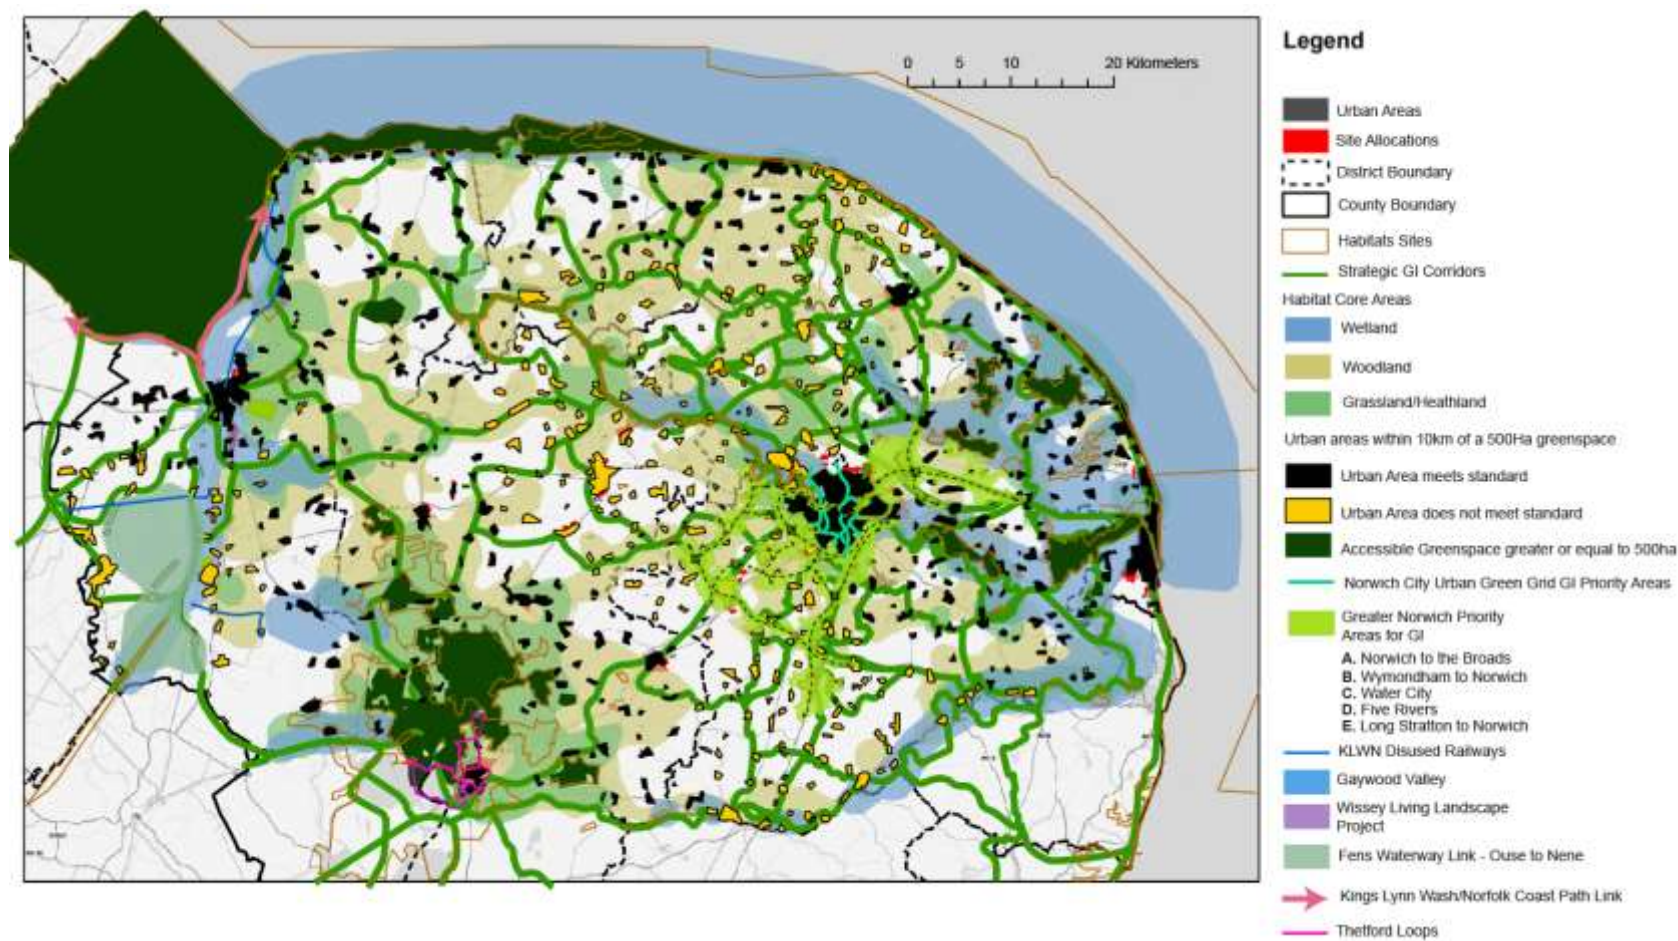 0 5 10 20 Kilometers
Legend
Urban Areas
Site Allocations
District Boundary
County Boundary
Habitats Sites
Strategic GI Corridors
Habitat Core Areas
Wetland
Woodland
Grassland/Heathland
Urban areas within 10km of a 500Ha greenspace
Urban Area meets standard
Urban Area does not meet standard
Accessible Greenspace greater or equal to 500ha
Norwich City Urban Green Grid GI Priority Areas
Greater Norwich Priority
Areas for GI
A. Norwich to the Broads
B. Wymondham to Norwich
C. Water City
D. Five Rivers
E. Long Stratton to Norwich
KLWN Disused Railways
Gaywood Valley
Wissey Living Landscape
Project
Fens Waterway Link - Ouse to Nene
Kings Lynn Wash/Norfolk Coast Path Link
Thetford Loops